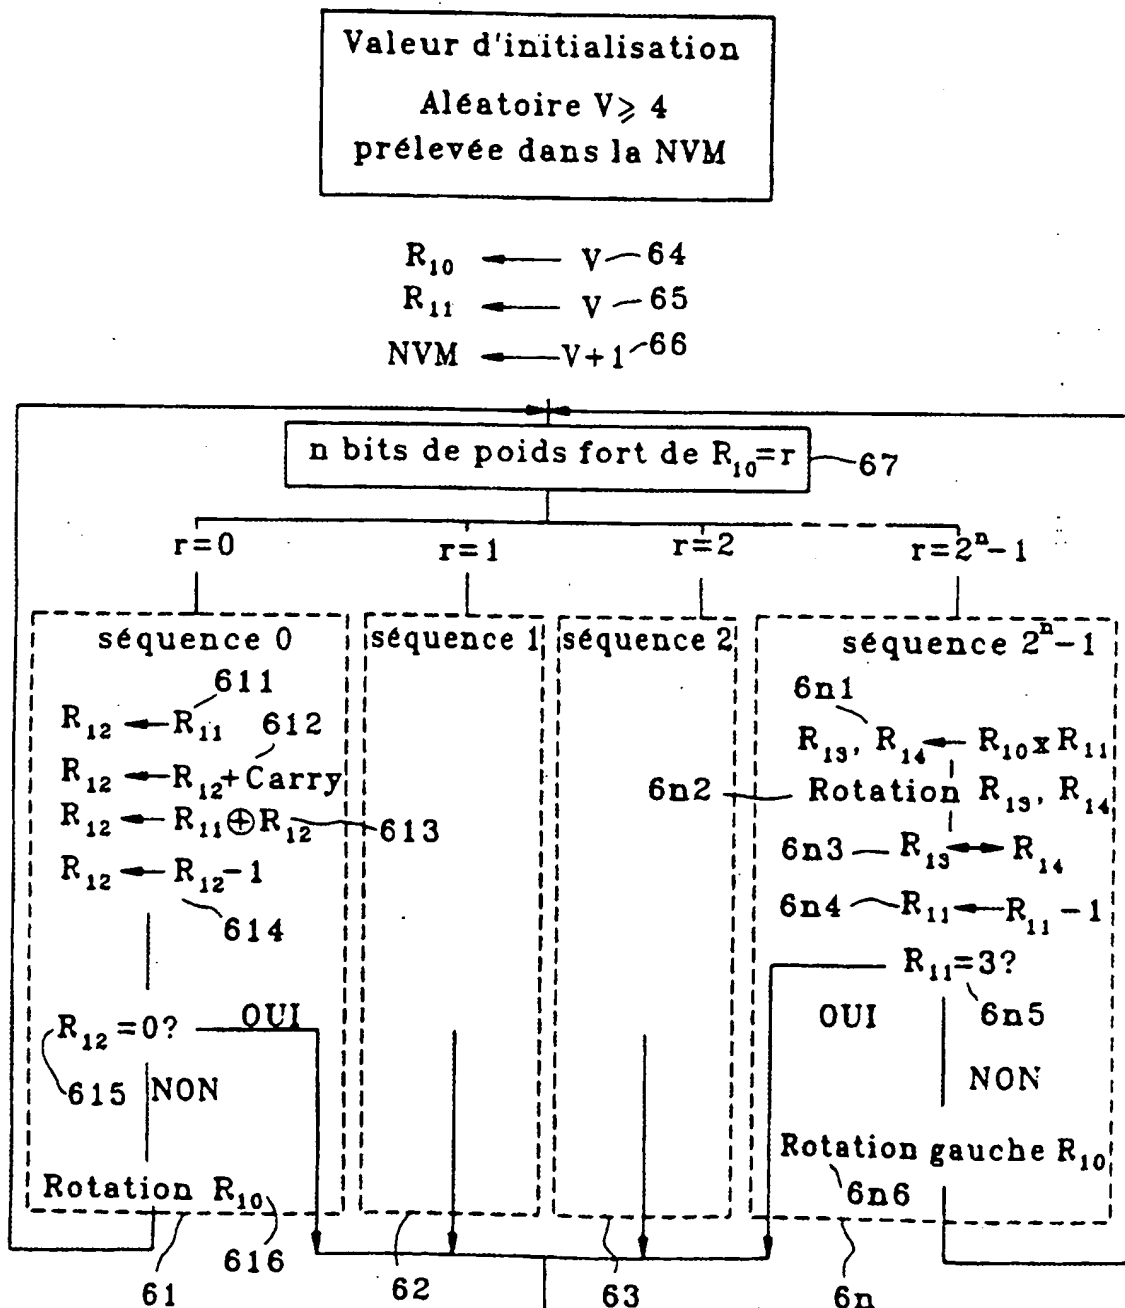 Valeur d'initialisation
Aléatoire V⩾ 4
prélevée dans la NVM
R₁₀ ← V 64
R₁₁ ← V 65
NVM ← V+1 66
n bits de poids fort de R₁₀=r 67
r=0 r=1 r=2 r=2ⁿ-1
séquence 0 séquence 1 séquence 2 séquence 2ⁿ-1
611 6n1
R₁₂ ← R₁₁ 612 R₁₃, R₁₄ ← R₁₀ x R₁₁
R₁₂ ← R₁₂+Carry 6n2 Rotation R₁₃, R₁₄
R₁₂ ← R₁₁⊕R₁₂ 613
R₁₂ ← R₁₂-1 6n3 R₁₃ ↔ R₁₄
614 6n4 R₁₁ ← R₁₁-1
R₁₁=3?
R₁₂=0? OUI OUI 6n5
615 NON NON
Rotation gauche R₁₀
Rotation R₁₀ 6n6
61 616 62 63 6n